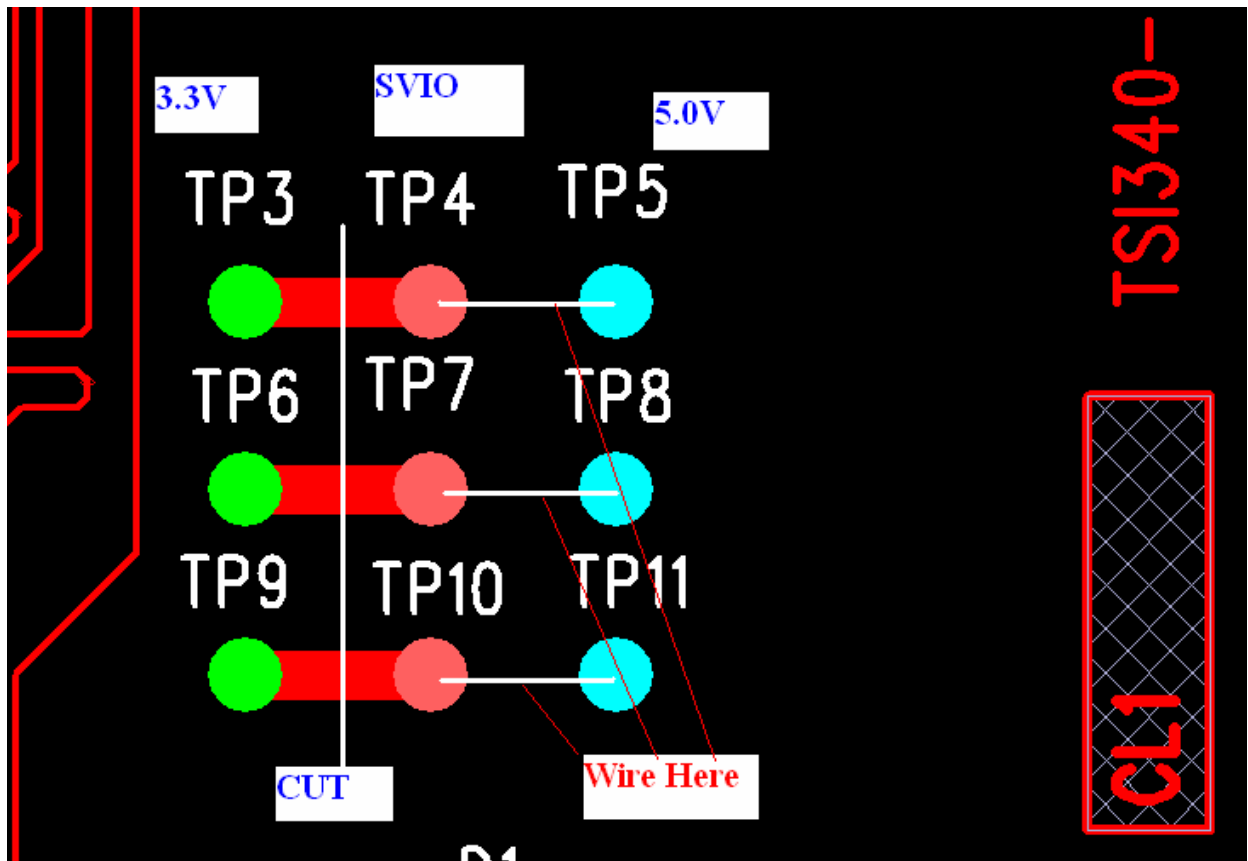 3.3V
SVIO
5.0V
TP3
TP4
TP5
TP6
TP7
TP8
TP9
TP10
TP11
CUT
Wire Here
TSI340-
CL1